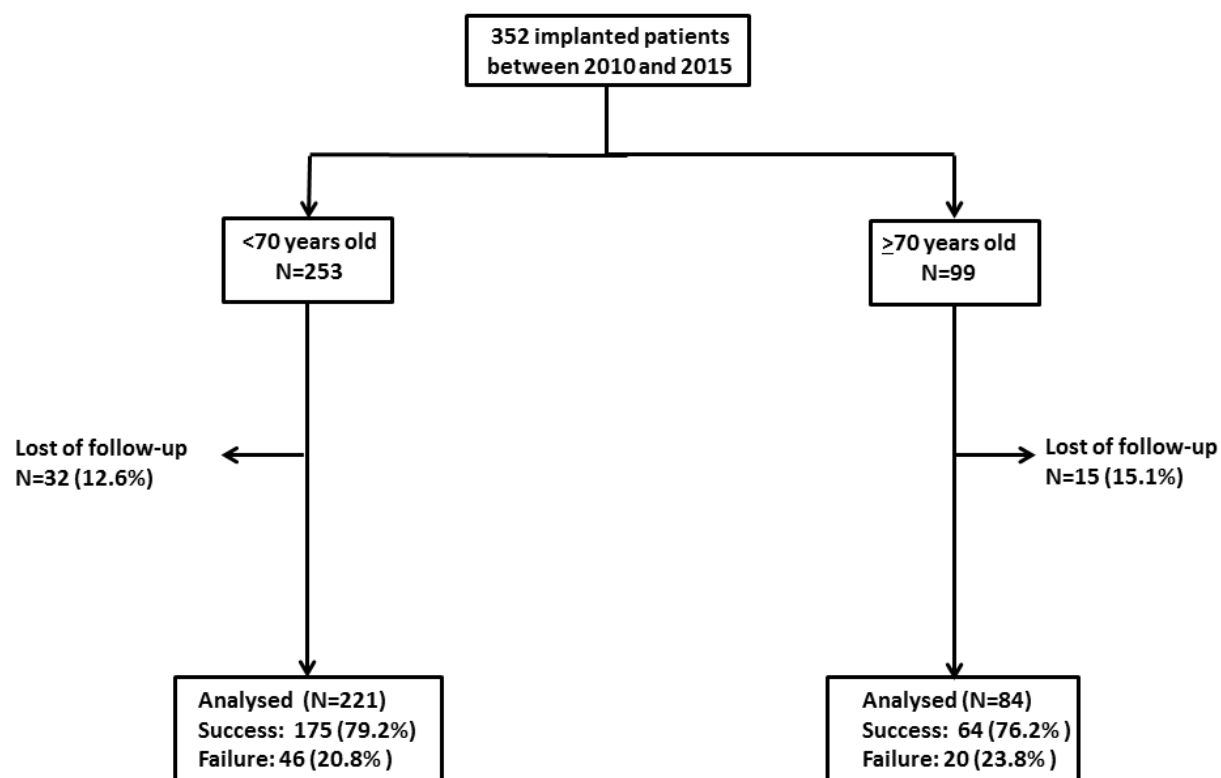 352 implanted patients
between 2010 and 2015
<70 years old
N=253
≥70 years old
N=99
Lost of follow-up
N=32 (12.6%)
Lost of follow-up
N=15 (15.1%)
Analysed (N=221)
Success: 175 (79.2%)
Failure: 46 (20.8%)
Analysed (N=84)
Success: 64 (76.2% )
Failure: 20 (23.8% )